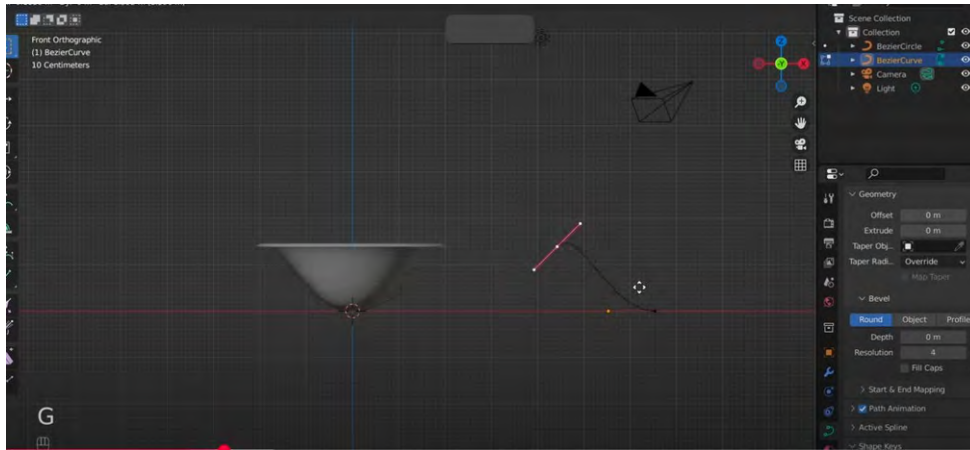 Front Orthographic
(1) BezierCurve
10 Centimeters
Z
-Y
X
G
Scene Collection
Collection
BezierCircle
BezierCurve
Camera
Light
Geometry
Offset 0 m
Extrude 0 m
Taper Obj..
Taper Radi.. Override
Map Taper
Bevel
Round Object Profile
Depth 0 m
Resolution 4
Fill Caps
Start & End Mapping
Path Animation
Active Spline
Shape Keys